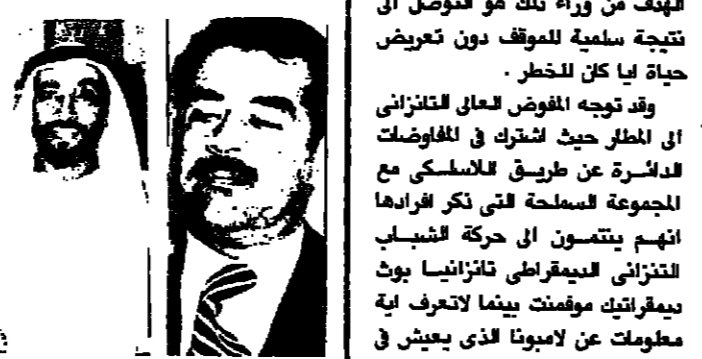 الهدف من وراء ذلك هو التوصل الى
نتيجة سلمية للموقف دون تعريض
حياة ايا كان للخطر .
وقد توجه المفوض العالى التانزانى
الى المطار حيث اشترك فى المفاوضات
الدائرة عن طريق اللاسلكى مع
المجموعة المسلحة التى ذكر افرادها
انهم ينتمون الى حركة الشباب
التنزانى الديمقراطى تانزانيا يوث
ديمقراتيك موفمنت بينما لاتعرف اية
معلومات عن لامبونا الذى يعيش فى